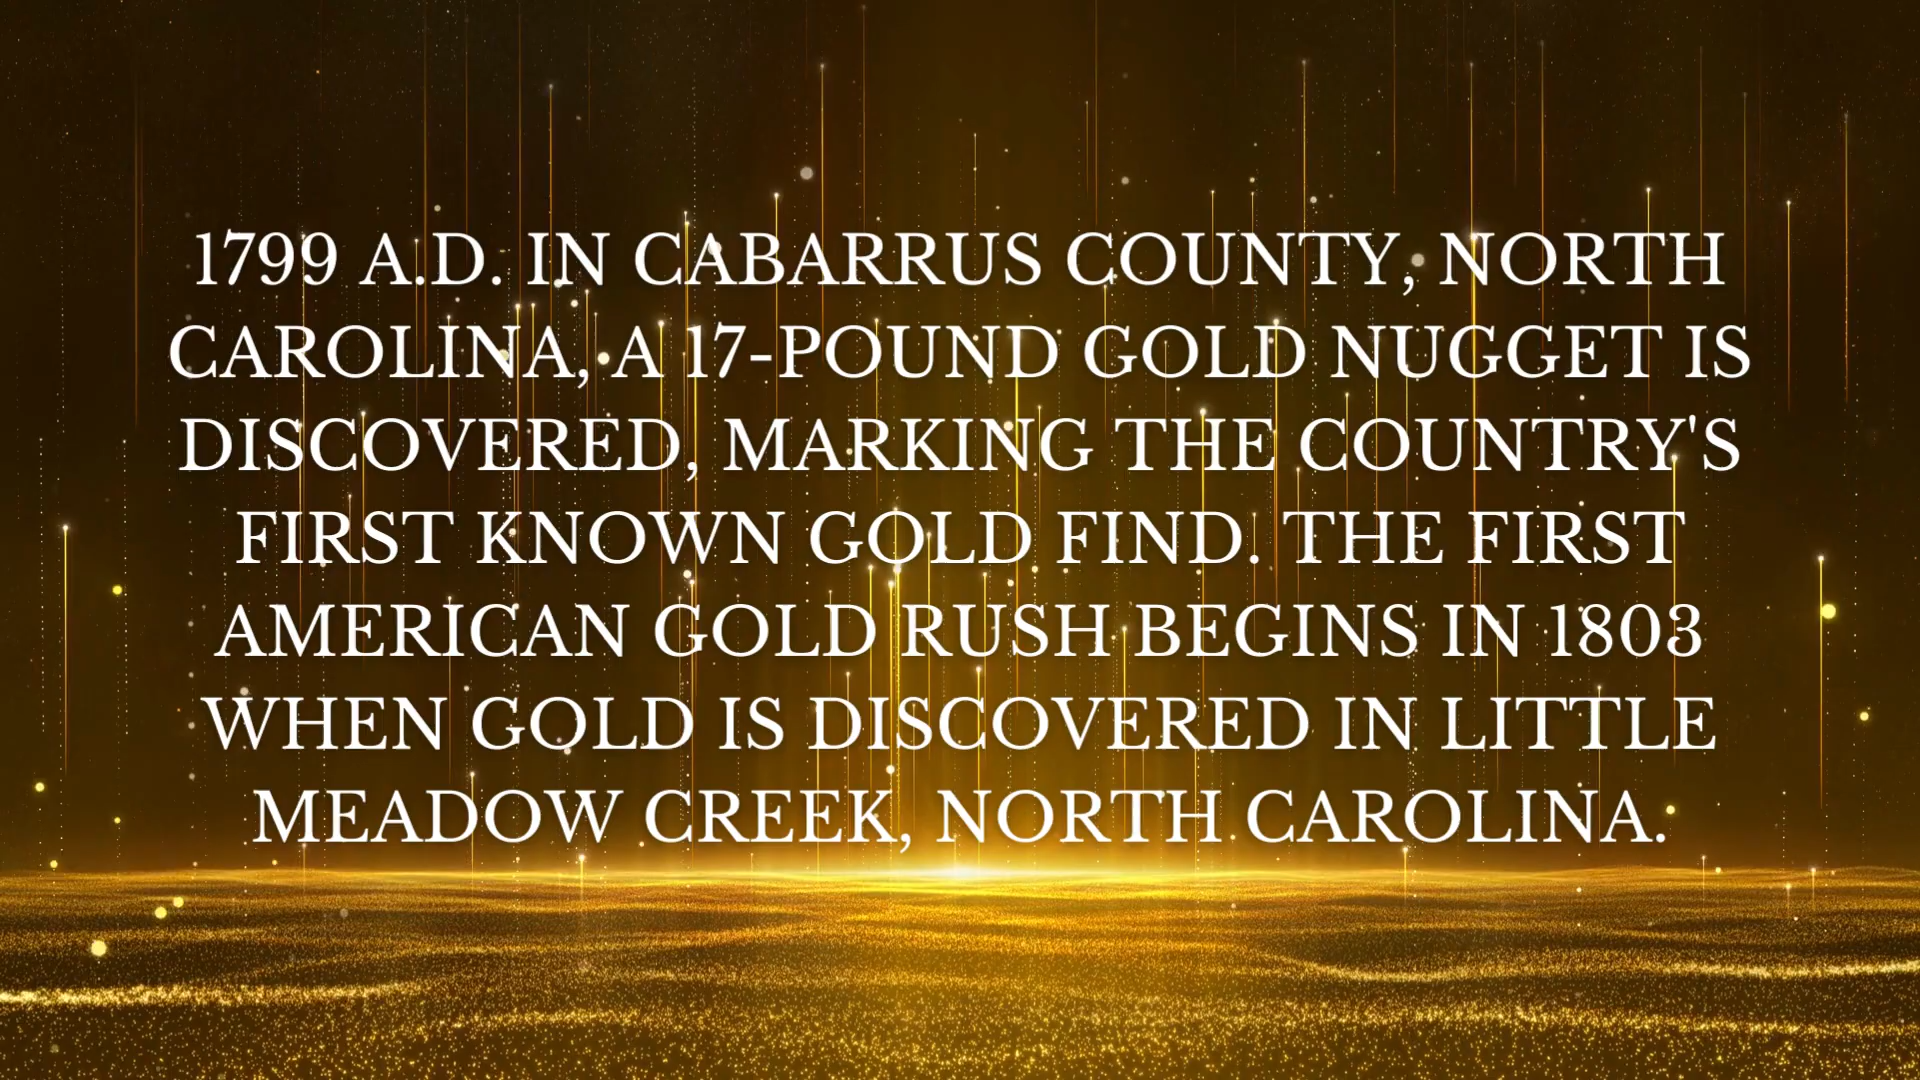 1799 A.D. IN CABARRUS COUNTY, NORTH
CAROLINA, A 17-POUND GOLD NUGGET IS
DISCOVERED, MARKING THE COUNTRY'S
FIRST KNOWN GOLD FIND. THE FIRST
AMERICAN GOLD RUSH BEGINS IN 1803
WHEN GOLD IS DISCOVERED IN LITTLE
MEADOW CREEK, NORTH CAROLINA.